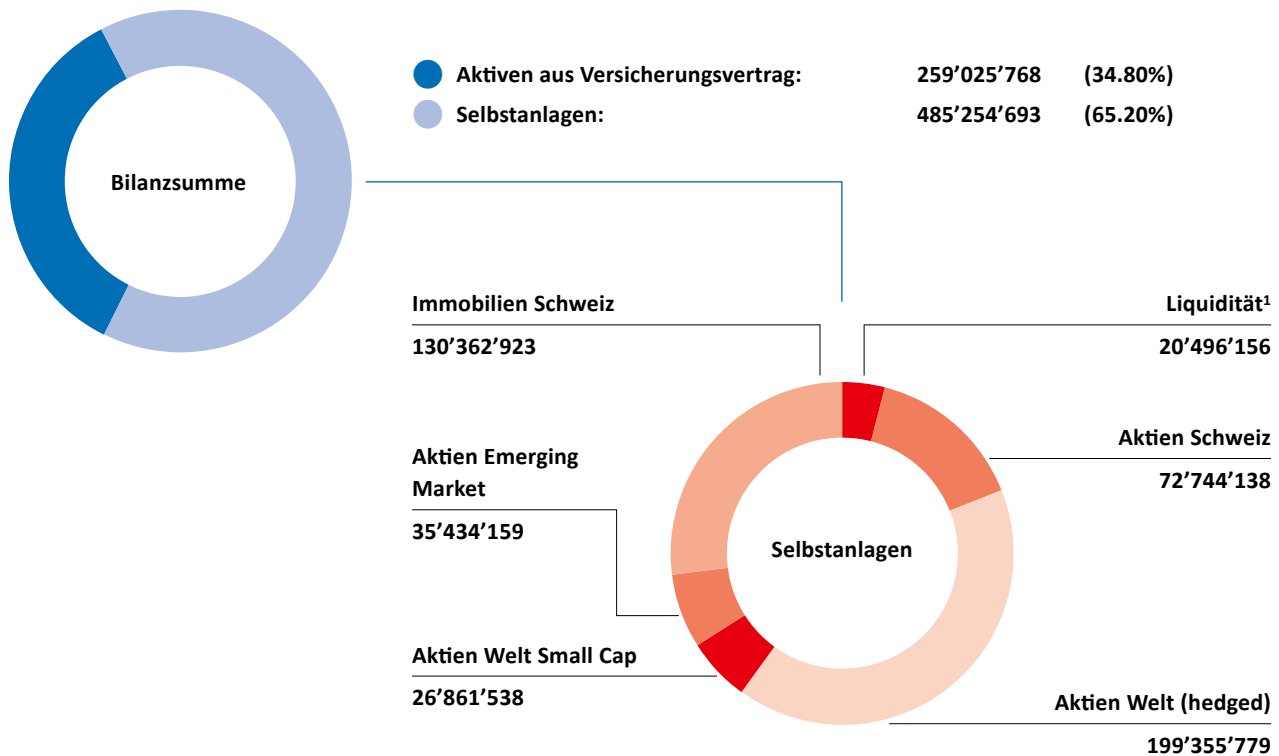 Bilanzsumme
Aktiven aus Versicherungsvertrag: 259’025’768 (34.80%)
Selbstanlagen: 485’254’693 (65.20%)
Immobilien Schweiz
130’362’923
Liquidität¹
20’496’156
Aktien Emerging
Market
35’434’159
Aktien Schweiz
72’744’138
Selbstanlagen
Aktien Welt Small Cap
26’861’538
Aktien Welt (hedged)
199’355’779